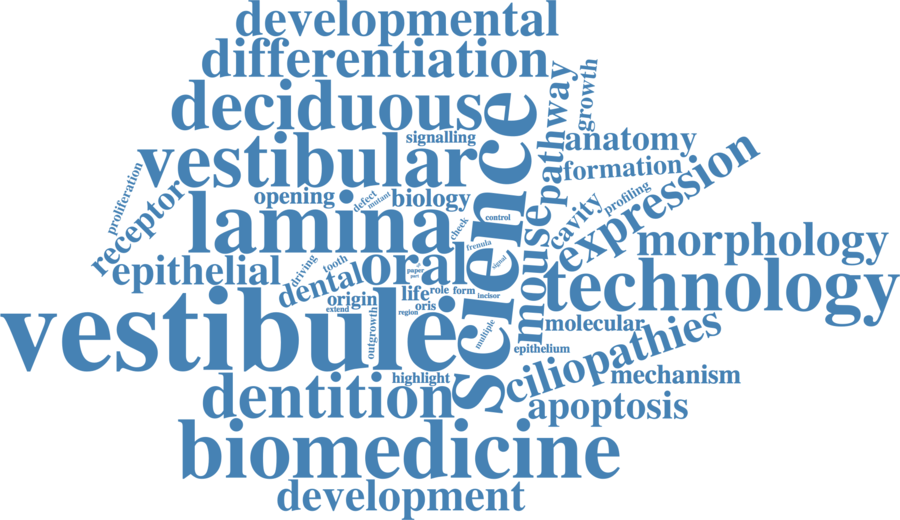 developmental
differentiation
deciduous
signalling
science
pathway
growth
anatomy
formation
vestibular
proliferation
receptor
opening
defect
mutant
biology
lamina
cheek
control
frenula
signal
mouse
cavity
profiling
expression
morphology
epithelial
driving
tooth
dental
oral
paper
part
technology
origin
extend
life
role
form
incisor
oris
region
vestibule
outgrowth
multiple
molecular
epithelium
ciliopathies
mechanism
highlight
dentition
apoptosis
biomedicine
development